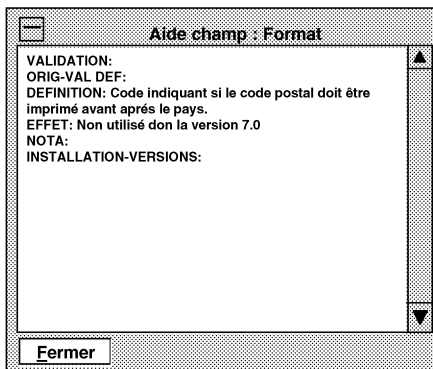 Aide champ : Format
VALIDATION:
ORIG-VAL DEF:
DEFINITION: Code indiquant si le code postal doit être
imprimé avant aprés le pays.
EFFET: Non utilisé don la version 7.0
NOTA:
INSTALLATION-VERSIONS:
Fermer